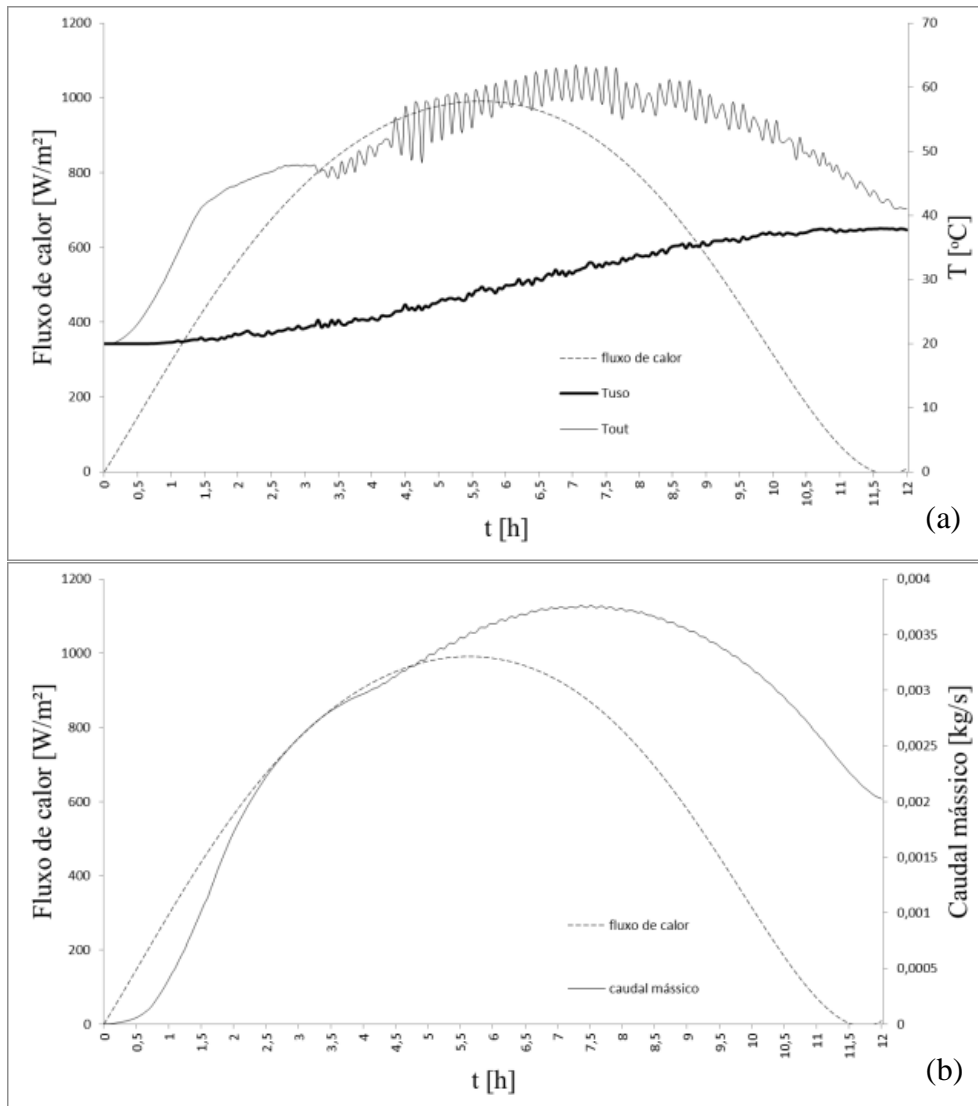 1200
1000
800
600
400
200
0
Fluxo de calor [W/m²]
70
60
50
40
30
20
10
0
T [ºC]
fluxo de calor
Tuso
Tout
0 0,5 1 1,5 2 2,5 3 3,5 4 4,5 5 5,5 6 6,5 7 7,5 8 8,5 9 9,5 10 10,5 11 11,5 12
t [h]
(a)
1200
1000
800
600
400
200
0
Fluxo de calor [W/m²]
0,004
0,0035
0,003
0,0025
0,002
0,0015
0,001
0,0005
0
Caudal mássico [kg/s]
fluxo de calor
caudal mássico
0 0,5 1 1,5 2 2,5 3 3,5 4 4,5 5 5,5 6 6,5 7 7,5 8 8,5 9 9,5 10 10,5 11 11,5 12
t [h]
(b)